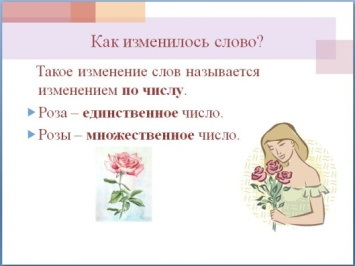 Как изменилось слово?
Такое изменение слов называется
изменением по числу.
Роза – единственное число.
Розы – множественное число.